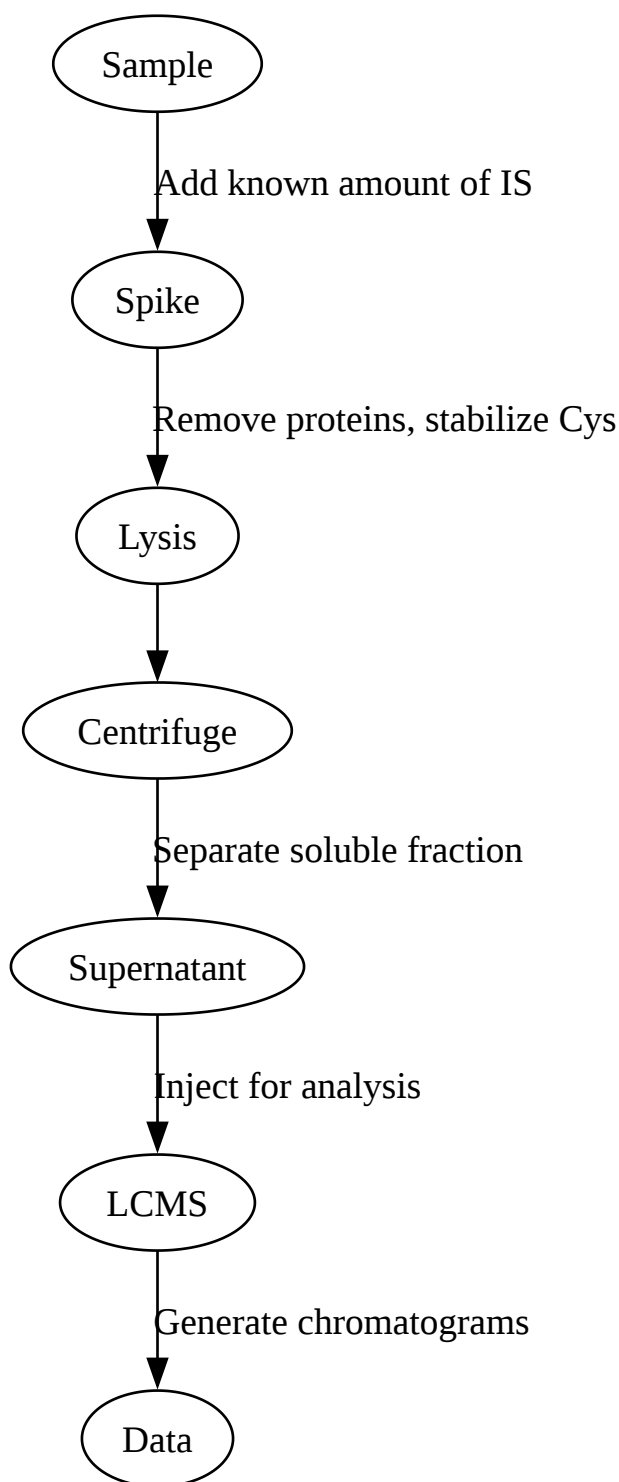 Sample
Add known amount of IS
Spike
Remove proteins, stabilize Cys
Lysis
Centrifuge
Separate soluble fraction
Supernatant
Inject for analysis
LCMS
Generate chromatograms
Data